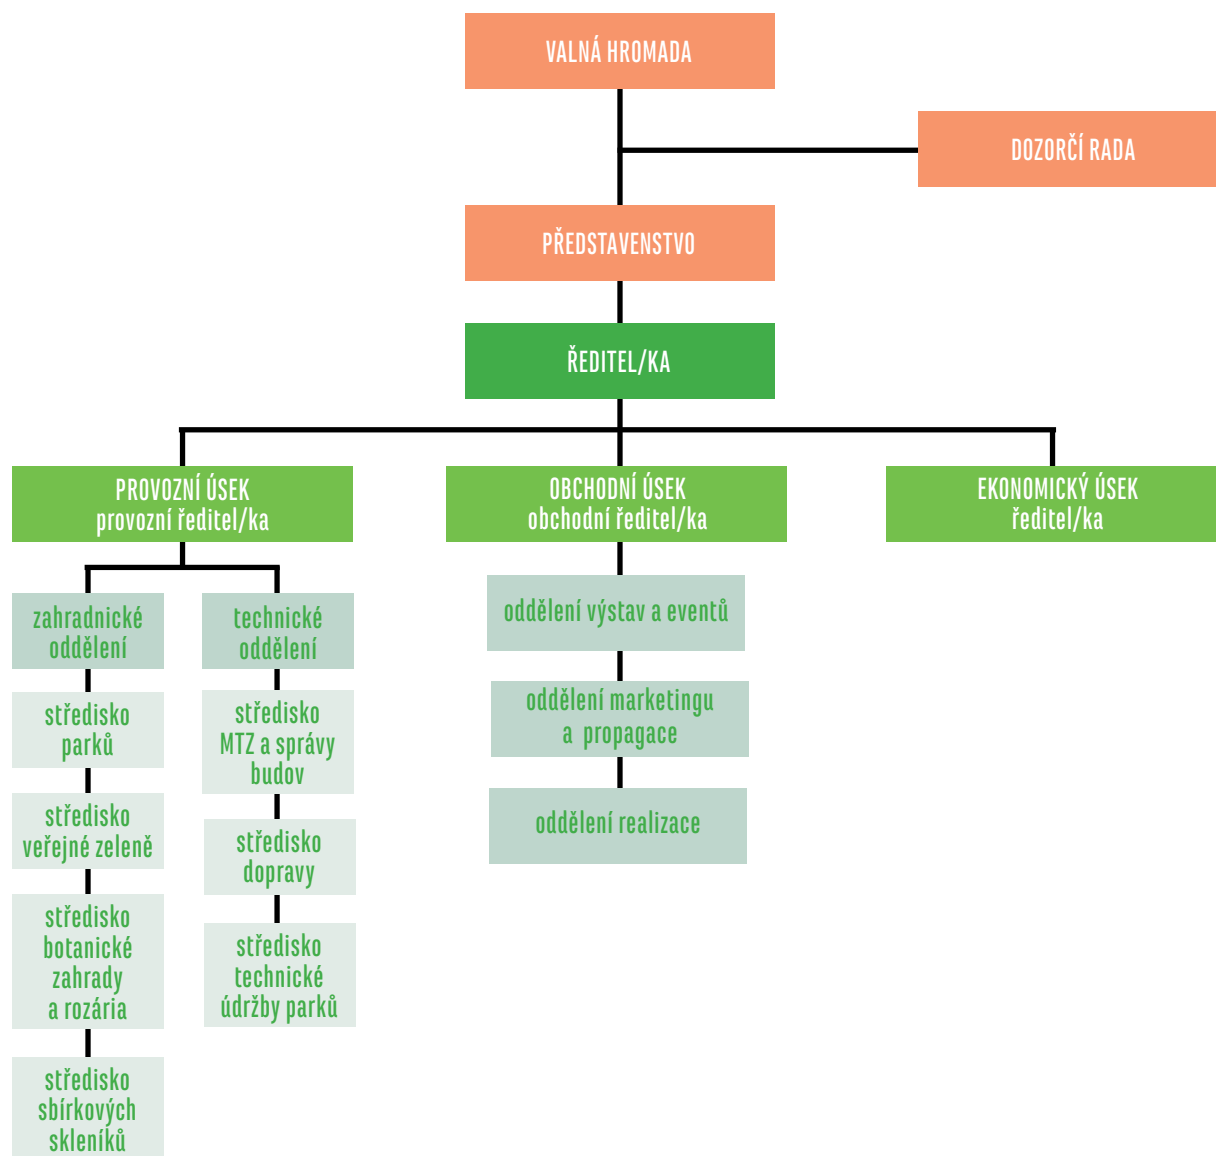 VALNÁ HROMADA
DOZORČÍ RADA
PŘEDSTAVENSTVO
ŘEDITEL/KA
PROVOZNÍ ÚSEK
provozní ředitel/ka
OBCHODNÍ ÚSEK
obchodní ředitel/ka
EKONOMICKÝ ÚSEK
ředitel/ka
zahradnické
oddělení
středisko
parků
středisko
veřejné zeleně
středisko
botanické
zahrady
a rozária
středisko
sbírkových
skleníků
technické
oddělení
středisko
MTZ a správy
budov
středisko
dopravy
středisko
technické
údržby parků
oddělení výstav a eventů
oddělení marketingu
a propagace
oddělení realizace